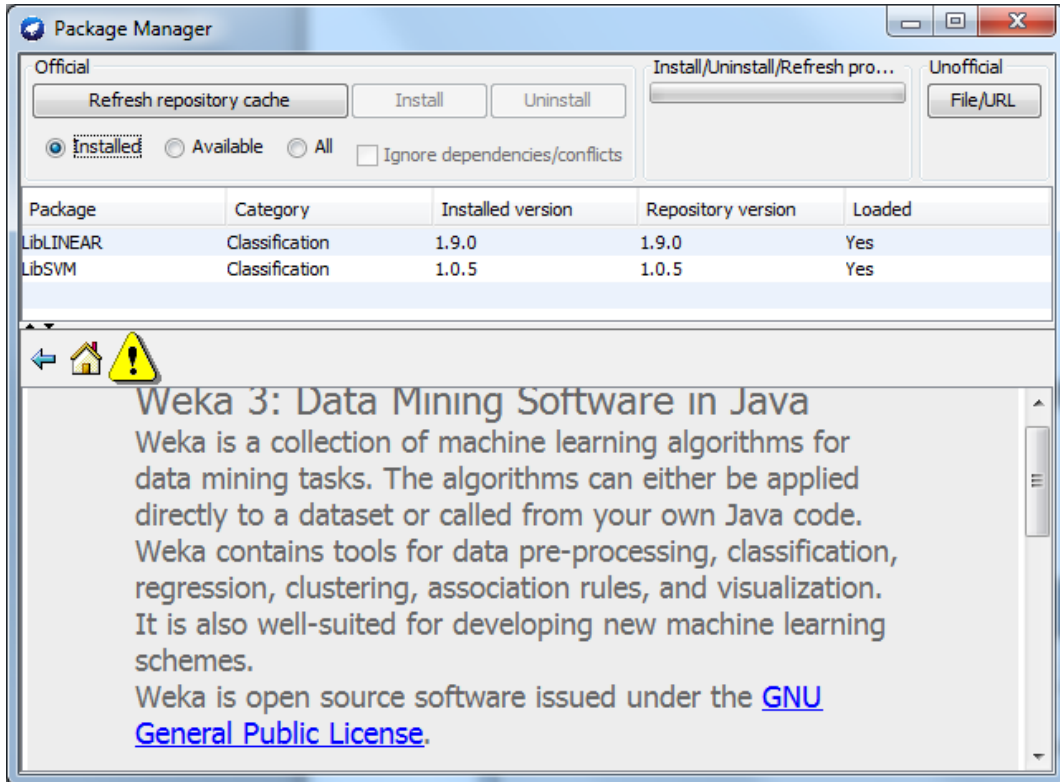 Package Manager
Official
Install/Uninstall/Refresh pro...
Unofficial
Refresh repository cache
Install
Uninstall
File/URL
Installed
Available
All
Ignore dependencies/conflicts
Package Category Installed version Repository version Loaded
LibLINEAR Classification 1.9.0 1.9.0 Yes
LibSVM Classification 1.0.5 1.0.5 Yes
Weka 3: Data Mining Software in Java
Weka is a collection of machine learning algorithms for
data mining tasks. The algorithms can either be applied
directly to a dataset or called from your own Java code.
Weka contains tools for data pre-processing, classification,
regression, clustering, association rules, and visualization.
It is also well-suited for developing new machine learning
schemes.
Weka is open source software issued under the GNU
General Public License.